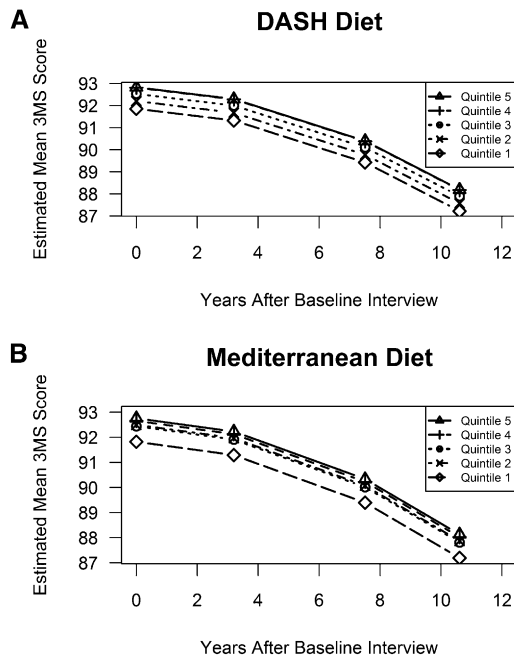 A
DASH Diet
Estimated Mean 3MS Score
93
92
91
90
89
88
87
Quintile 5
Quintile 4
Quintile 3
Quintile 2
Quintile 1
0 2 4 6 8 10 12
Years After Baseline Interview
B
Mediterranean Diet
Estimated Mean 3MS Score
93
92
91
90
89
88
87
Quintile 5
Quintile 4
Quintile 3
Quintile 2
Quintile 1
0 2 4 6 8 10 12
Years After Baseline Interview